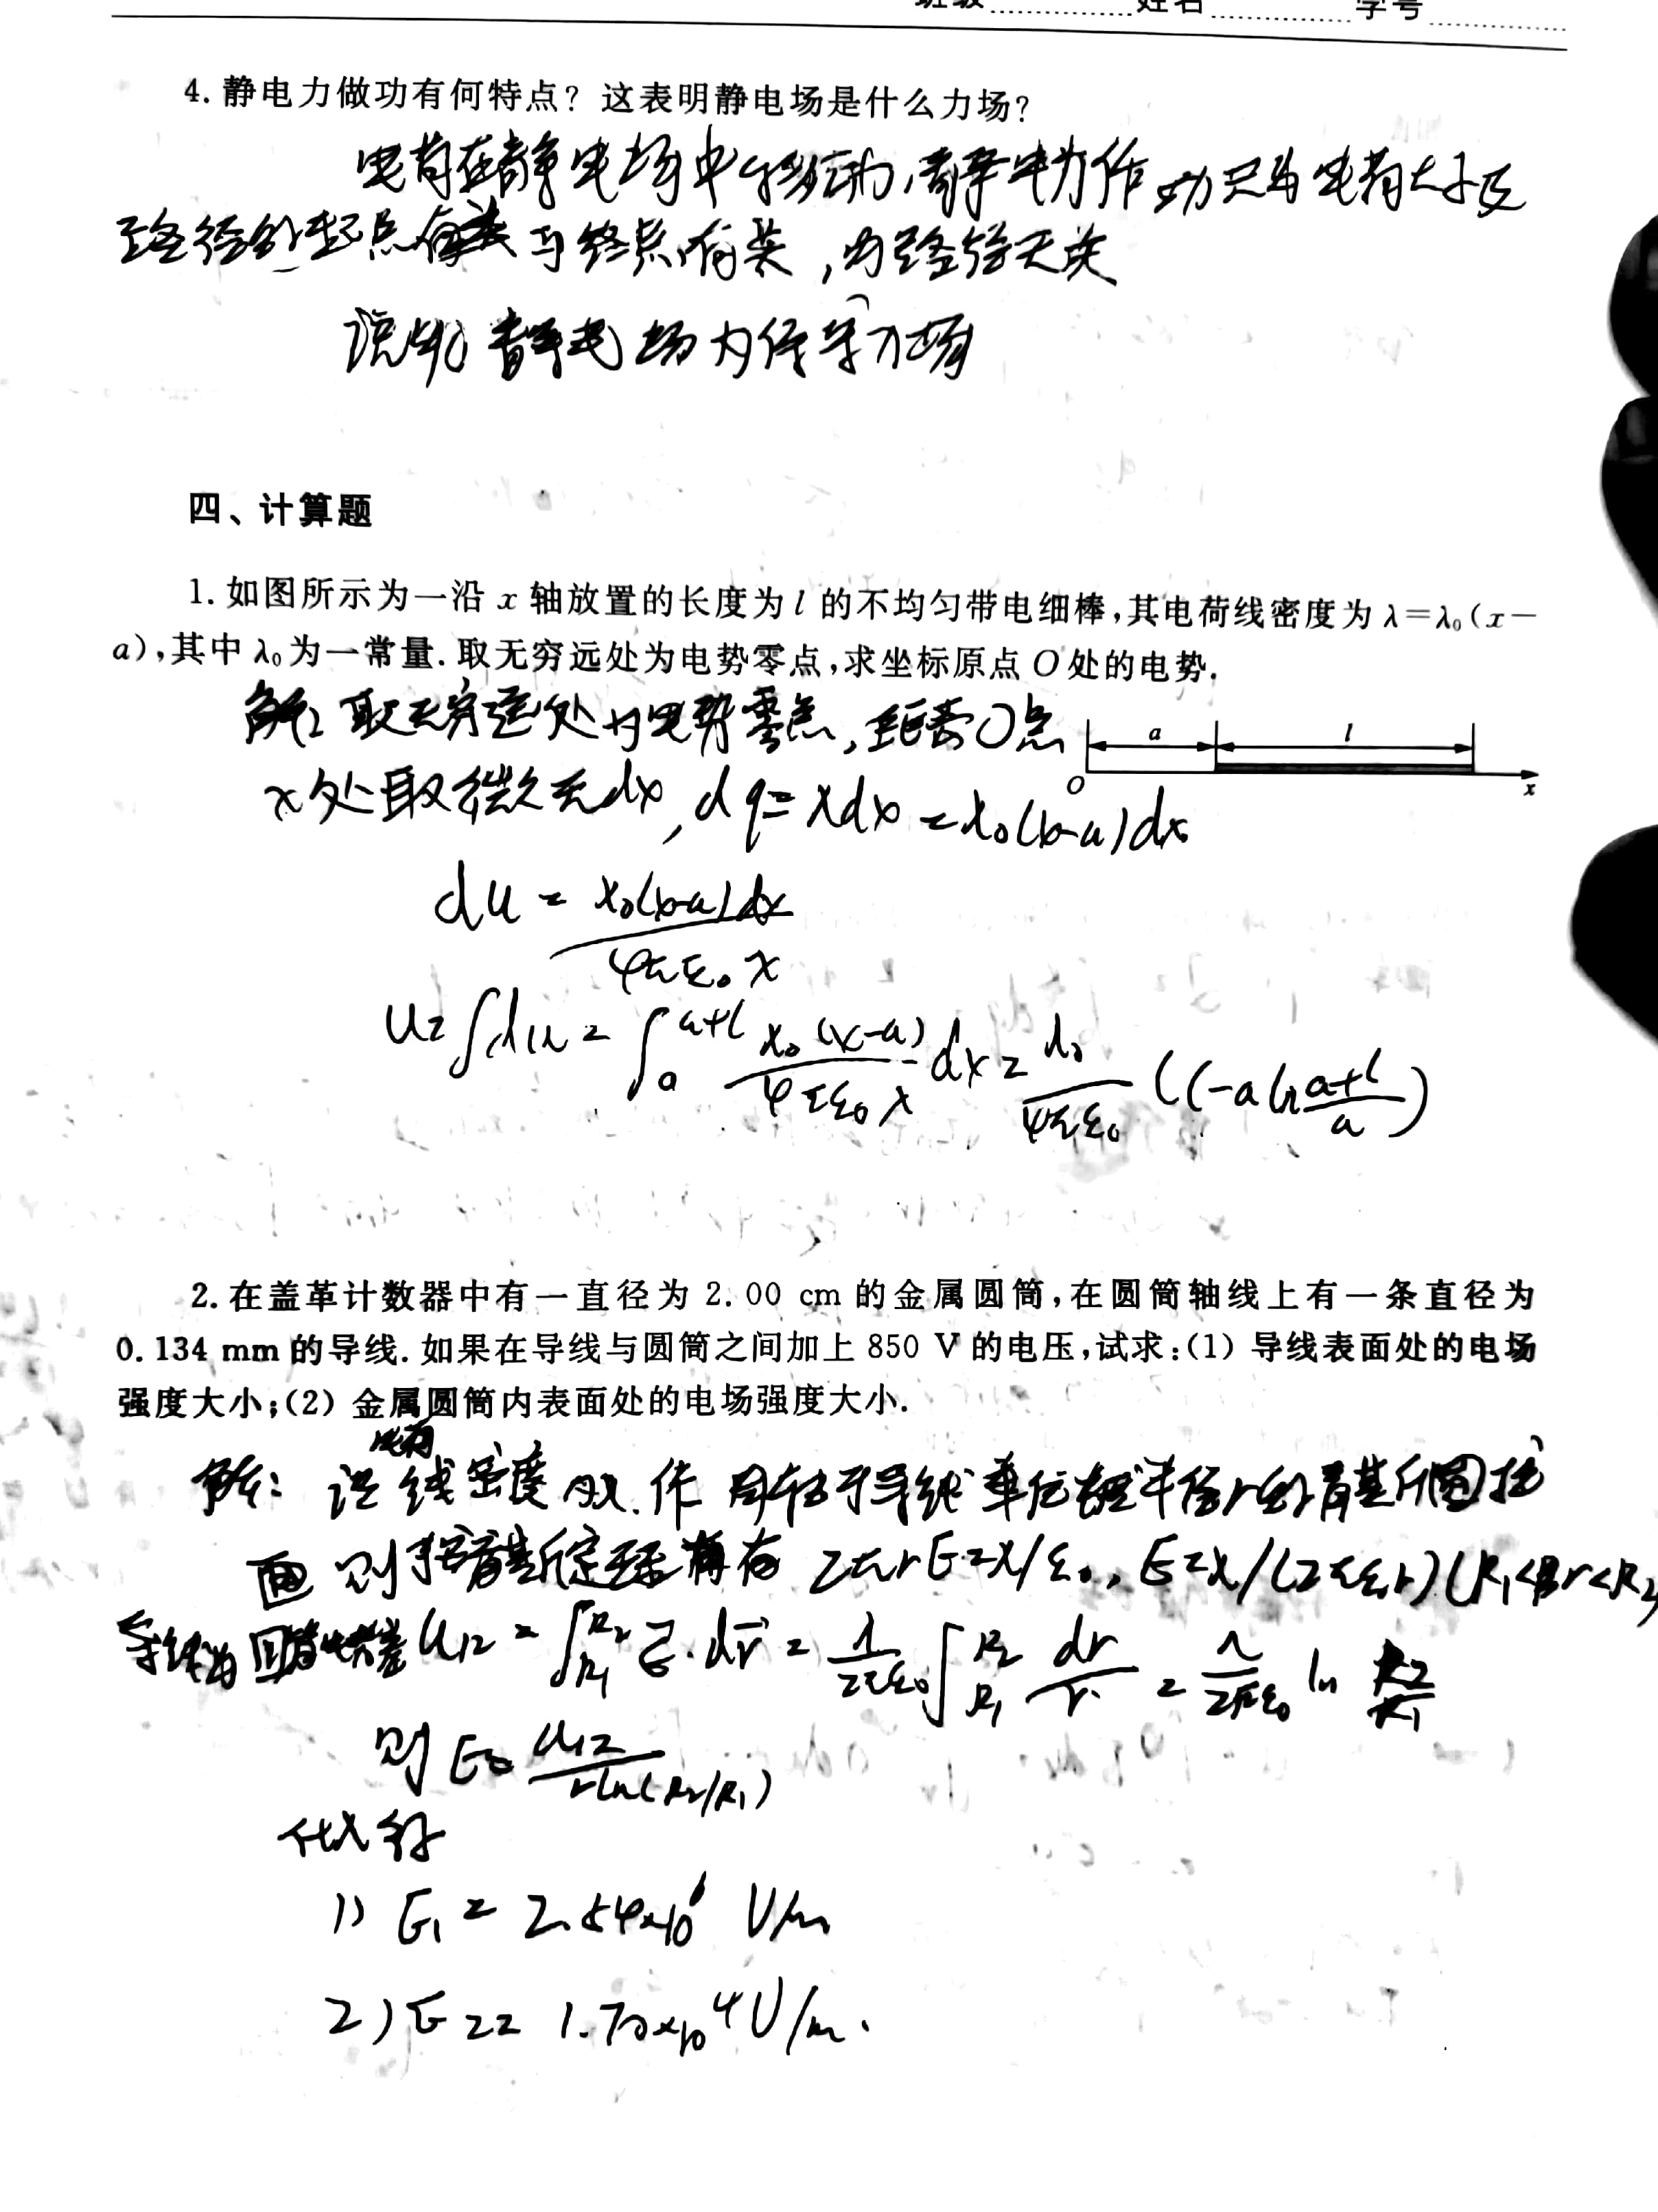 班级 姓名 学号
4. 静电力做功有何特点？这表明静电场是什么力场？
电荷在静电场中移动，静电力作功只与电荷大小及
路径的起点与终点有关，与路径无关
说明静电场为保守力场
四、计算题
1. 如图所示为一沿 x 轴放置的长度为 l 的不均匀带电细棒，其电荷线密度为 λ=λ₀(x−
a)，其中 λ₀ 为一常量. 取无穷远处为电势零点，求坐标原点 O 处的电势.
解：取无穷远处为电势零点，距离O点
a l
O x
x处取微元dx, dq=λdx=λ₀(x-a)dx
du = λ₀(x-a)dx / 4πε₀x
U=∫du=∫ₐᵃ⁺ˡ λ₀(x-a)/4πε₀x dx = λ₀/4πε₀ (l-a ln (a+l)/a)
2. 在盖革计数器中有一直径为 2.00 cm 的金属圆筒，在圆筒轴线上有一条直径为
0.134 mm 的导线. 如果在导线与圆筒之间加上 850 V 的电压，试求：(1) 导线表面处的电场
强度大小；(2) 金属圆筒内表面处的电场强度大小.
解：设电荷线密度为λ. 作同轴于导线单位长半径r的高斯圆柱
面 则按高斯定理有 2πrE=λ/ε₀, E=λ/(2πε₀r) (R₁<r<R₂)
导线与圆筒电势差 U₁₂ = ∫R₁^R₂ E⃗·dr⃗ = λ/2πε₀ ∫R₁^R₂ dr/r = λ/2πε₀ ln R₂/R₁
则 E= U₁₂ / r ln(R₂/R₁)
代入得
1) E₁ = 2.54×10⁶ V/m
2) E₂= 1.70×10⁴ V/m.